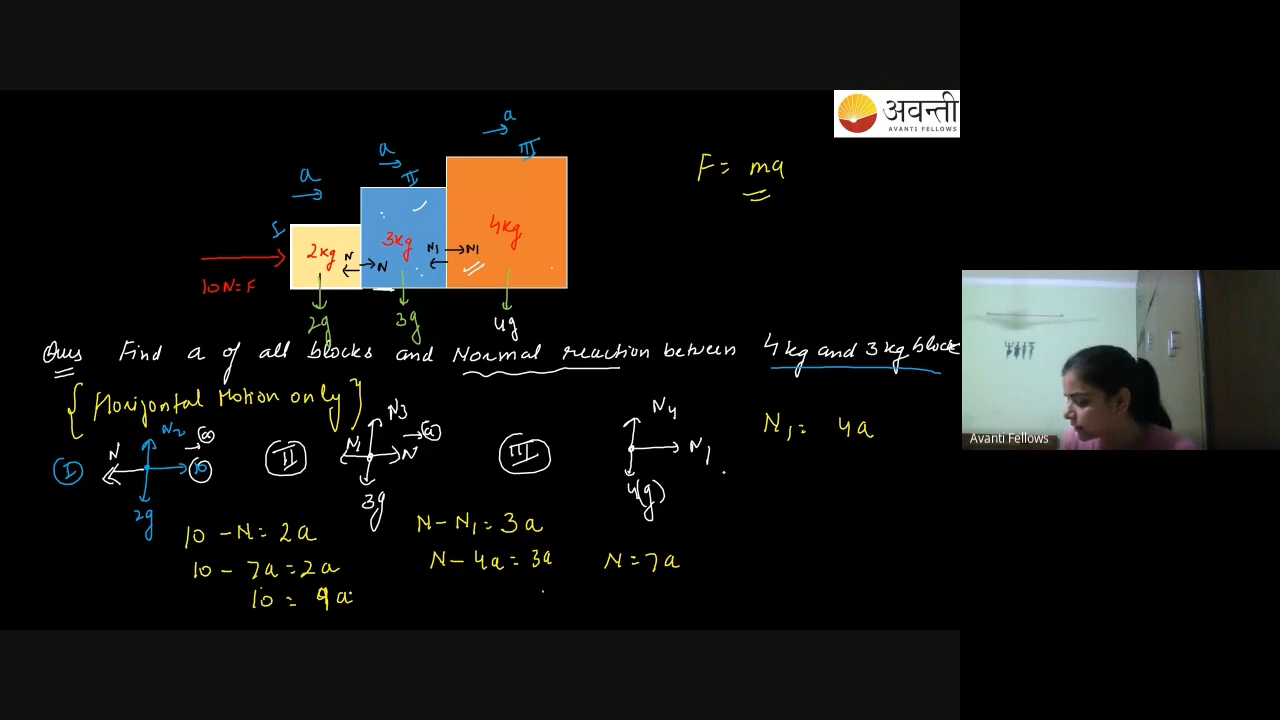 अवन्ती
AVANTI FELLOWS
a
a
a
I
II
III
F = ma
2kg
3kg
4kg
N
N
N1
N1
10N=F
2g
3g
4g
Ques Find a of all blocks and Normal reaction between 4kg and 3kg block
{Horizontal Motion only}
I
N
N2
a
10
2g
II
N3
N1
N
a
3g
III
N4
N1
4(g)
N1 = 4a
10 - N = 2a
10 - 7a = 2a
10 = 9a
N - N1 = 3a
N - 4a = 3a
N = 7a
Avanti Fellows